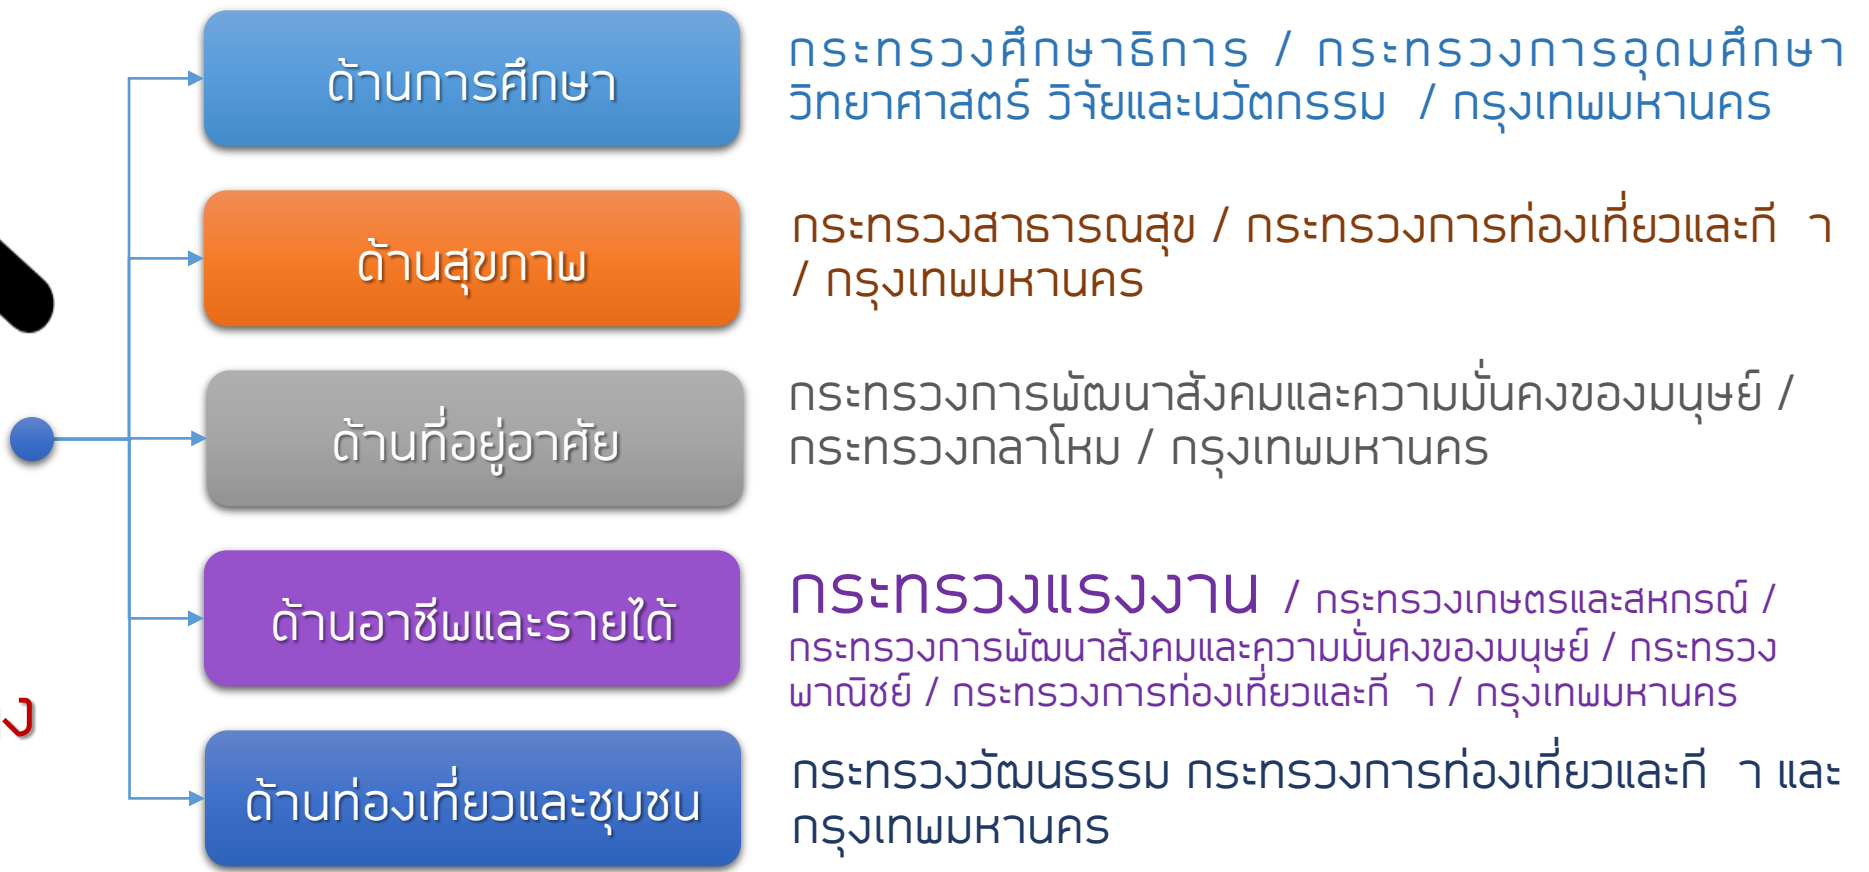 ด้านการศึกษา
กระทรวงศึกษาธิการ / กระทรวงการอุดมศึกษา
วิทยาศาสตร์ วิจัยและนวัตกรรม / กรุงเทพมหานคร
ด้านสุขภาพ
กระทรวงสาธารณสุข / กระทรวงการท่องเที่ยวและกี า
/ กรุงเทพมหานคร
ด้านที่อยู่อาศัย
กระทรวงการพัฒนาสังคมและความมั่นคงของมนุษย์ /
กระทรวงกลาโหม / กรุงเทพมหานคร
ด้านอาชีพและรายได้
กระทรวงแรงงาน / กระทรวงเกษตรและสหกรณ์ /
กระทรวงการพัฒนาสังคมและความมั่นคงของมนุษย์ / กระทรวง
พาณิชย์ / กระทรวงการท่องเที่ยวและกี า / กรุงเทพมหานคร
ง
ด้านท่องเที่ยวและชุมชน
กระทรวงวัฒนธรรม กระทรวงการท่องเที่ยวและกี า และ
กรุงเทพมหานคร